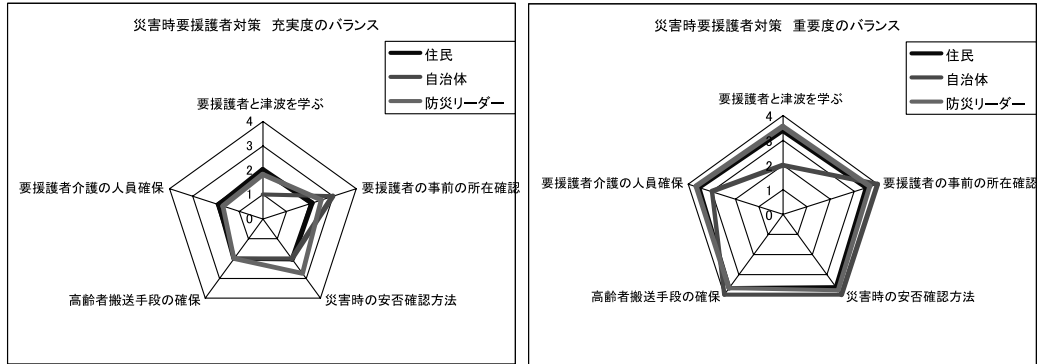 災害時要援護者対策 充実度のバランス
住民
自治体
防災リーダー
要援護者と津波を学ぶ
4
3
2
1
0
要援護者介護の人員確保
要援護者の事前の所在確認
高齢者搬送手段の確保
災害時の安否確認方法
災害時要援護者対策 重要度のバランス
住民
自治体
防災リーダー
要援護者と津波を学ぶ
4
3
2
1
0
要援護者介護の人員確保
要援護者の事前の所在確認
高齢者搬送手段の確保
災害時の安否確認方法